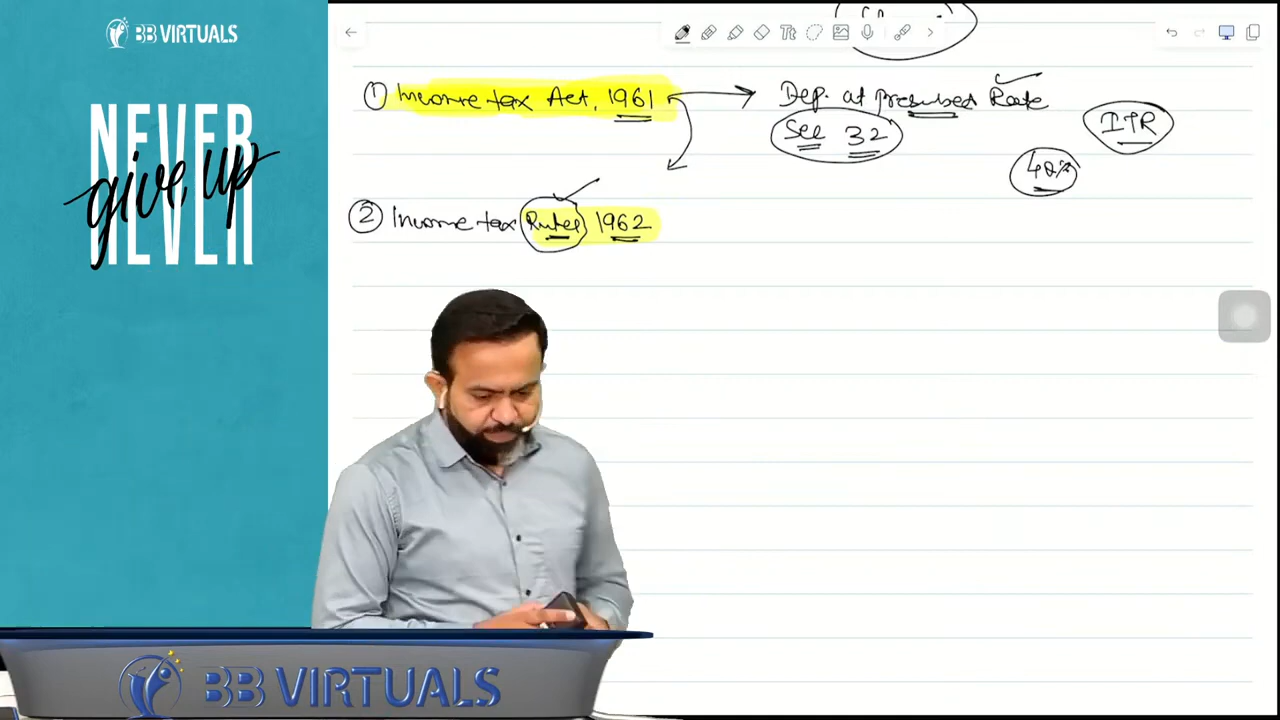 BB VIRTUALS
NEVER
give up
NEVER
① Income tax Act, 1961 → Dep. at prescribed Rate
Sec 32
ITR
40%
② Income tax Rules 1962
BB VIRTUALS